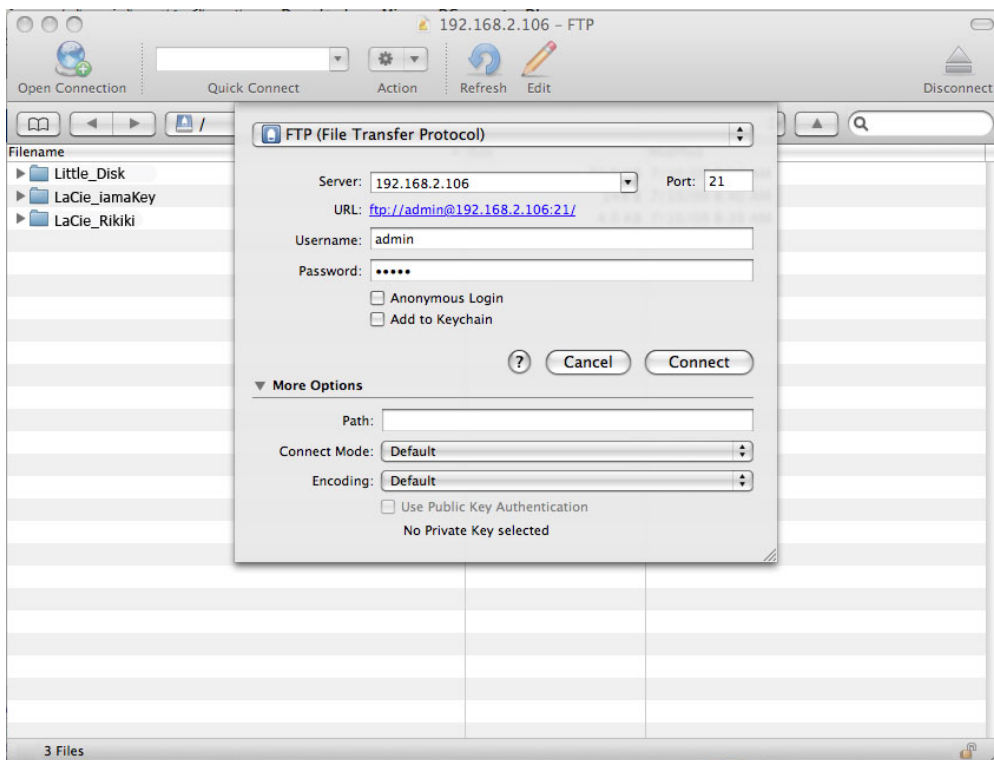 192.168.2.106 – FTP
Open Connection
Quick Connect
Action
Refresh
Edit
Disconnect
/
FTP (File Transfer Protocol)
Filename
Little_Disk
LaCie_iamaKey
LaCie_Rikiki
Server: 192.168.2.106 Port: 21
URL: ftp://admin@192.168.2.106:21/
Username: admin
Password: •••••
Anonymous Login
Add to Keychain
? Cancel Connect
More Options
Path:
Connect Mode: Default
Encoding: Default
Use Public Key Authentication
No Private Key selected
3 Files